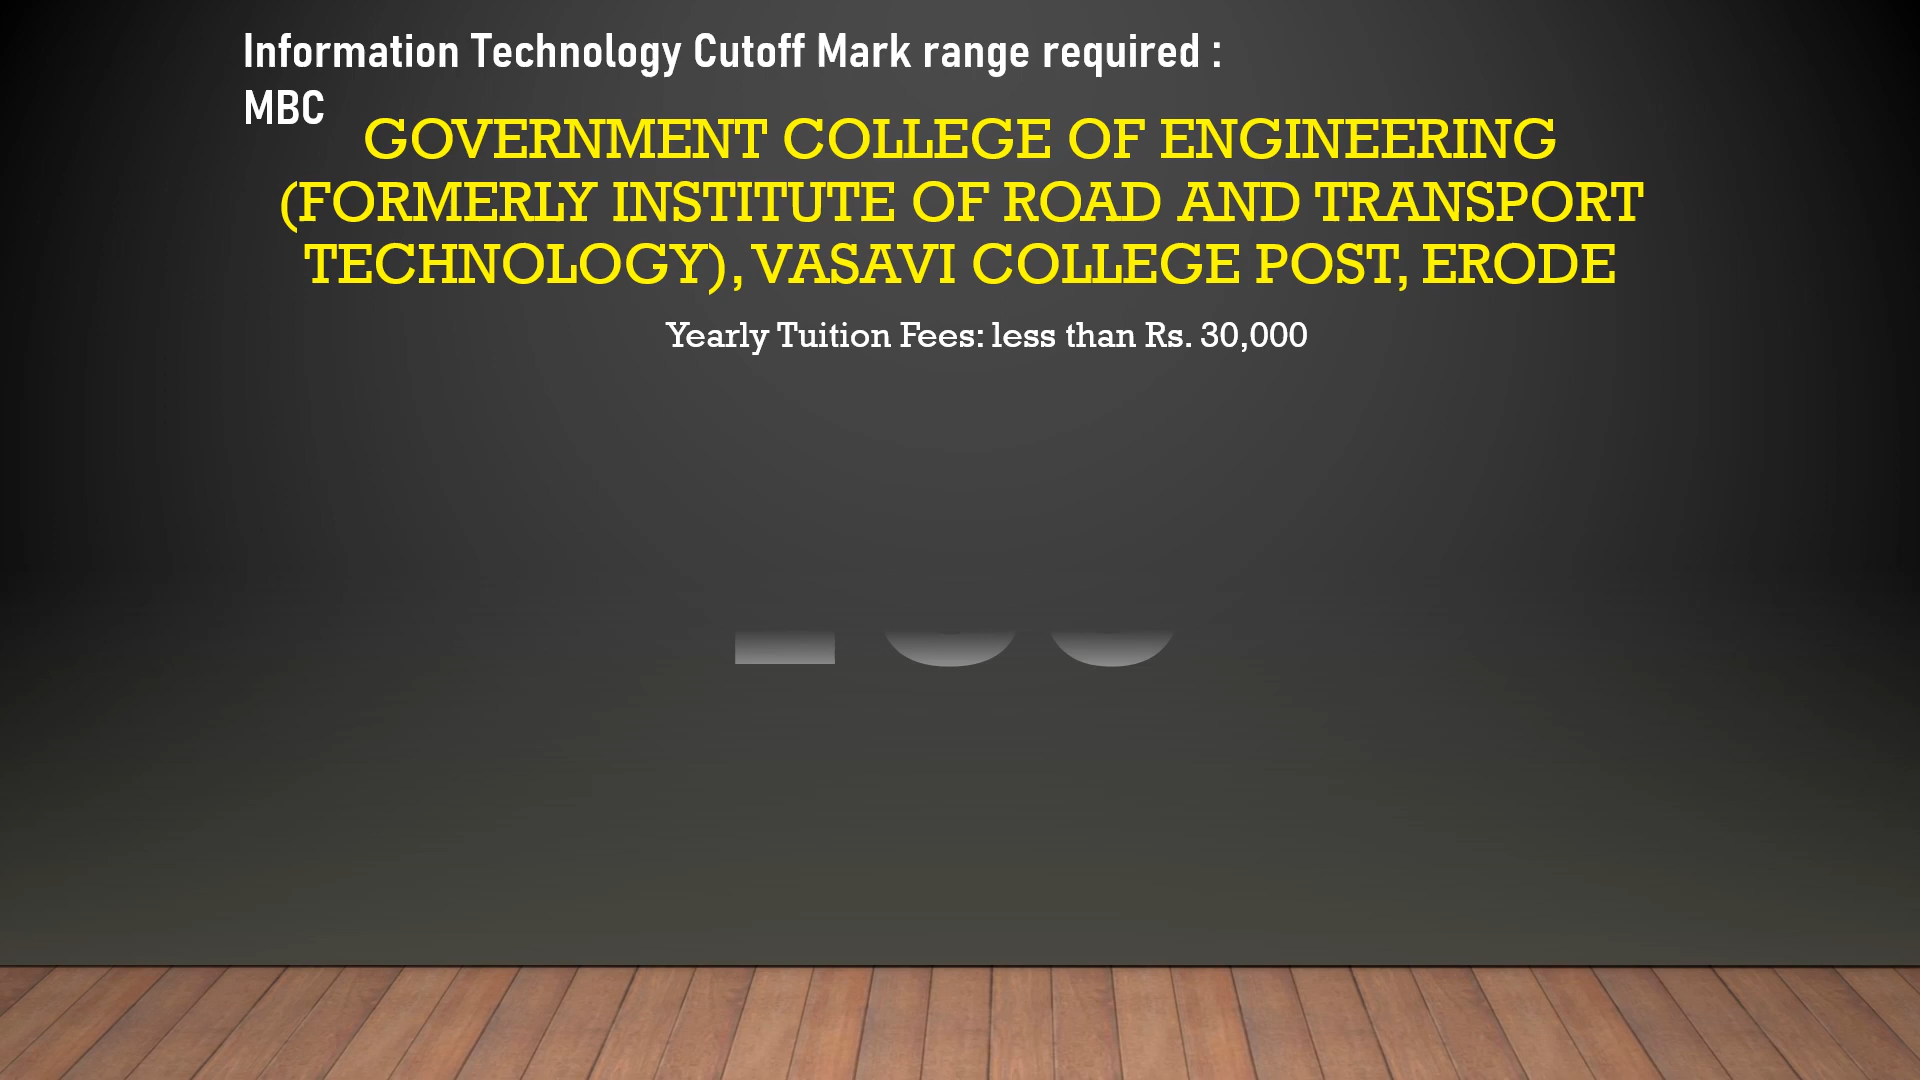 Information Technology Cutoff Mark range required :
MBC
GOVERNMENT COLLEGE OF ENGINEERING
(FORMERLY INSTITUTE OF ROAD AND TRANSPORT
TECHNOLOGY), VASAVI COLLEGE POST, ERODE
Yearly Tuition Fees: less than Rs. 30,000